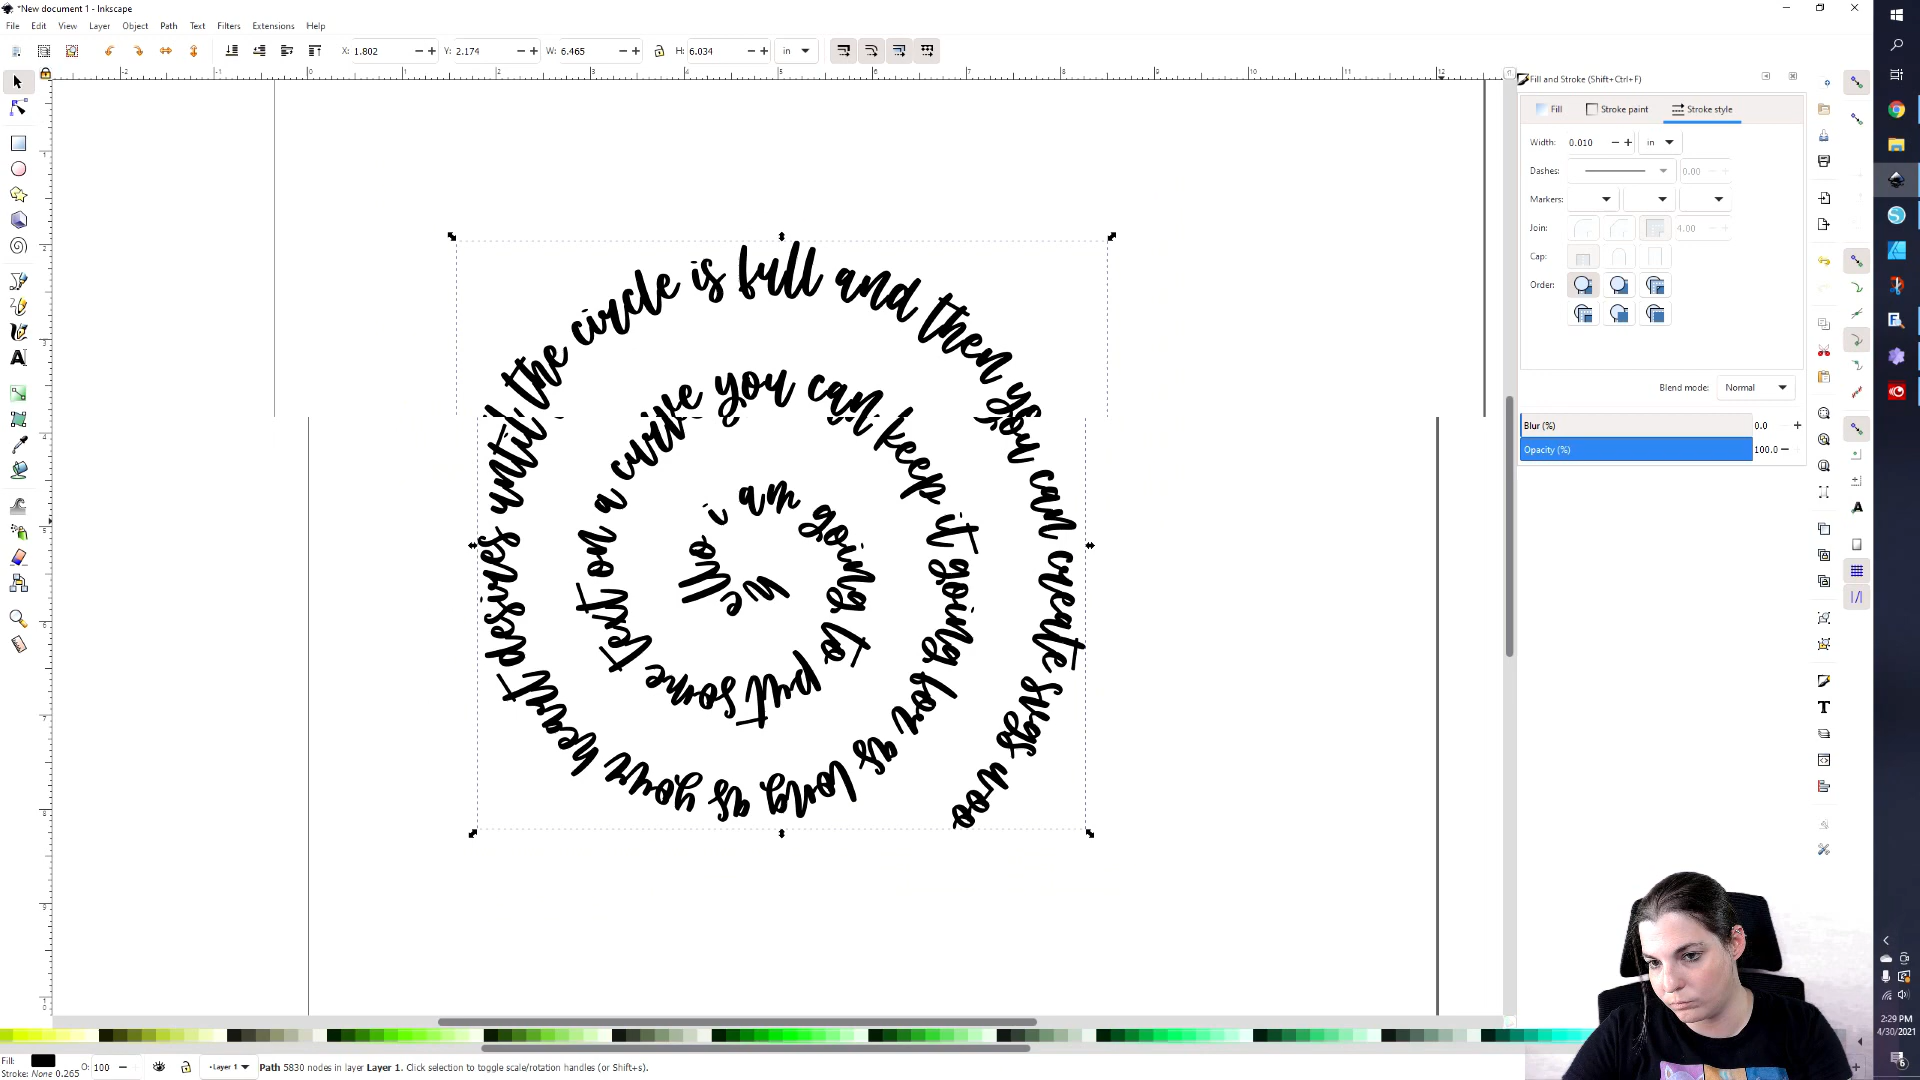 *New document 1 - Inkscape
File Edit View Layer Object Path Text Filters Extensions Help
X: 1.802 Y: 2.174 W: 6.465 H: 6.034 in
Fill and Stroke (Shift+Ctrl+F)
Fill Stroke paint Stroke style
Width: 0.010 in
Dashes: 0.00
Markers:
Join: 4.00
Cap:
Order:
Blend mode: Normal
Blur (%) 0.0
Opacity (%) 100.0
hello i am going to put some text on a curve you can keep it going for as long as your heart desires until the circle is full and then you can create svgs woo
2:29 PM
4/30/2021
Fill:
Stroke: None 0.265
O: 100
Layer 1
Path 5830 nodes in layer Layer 1. Click selection to toggle scale/rotation handles (or Shift+s).